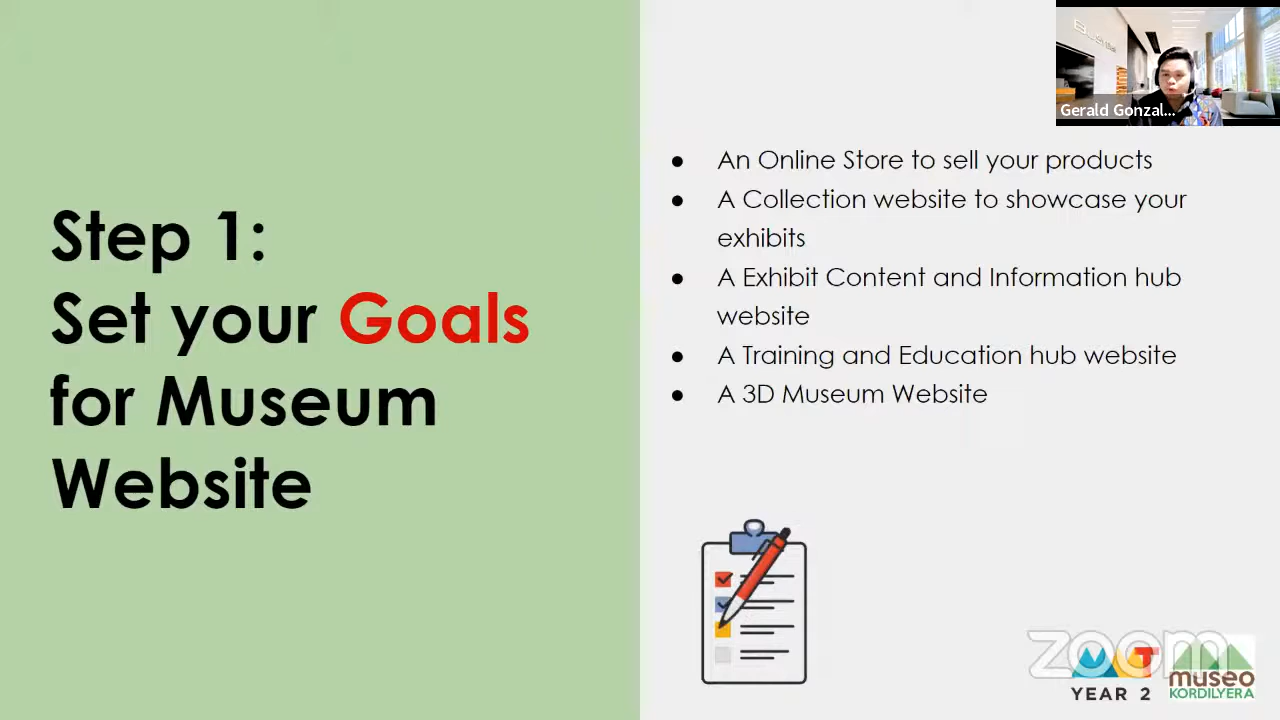 Gerald Gonzal...
Step 1:
Set your Goals
for Museum
Website
● An Online Store to sell your products
● A Collection website to showcase your
exhibits
● A Exhibit Content and Information hub
website
● A Training and Education hub website
● A 3D Museum Website
zoom
YEAR 2
museo
KORDILYERA